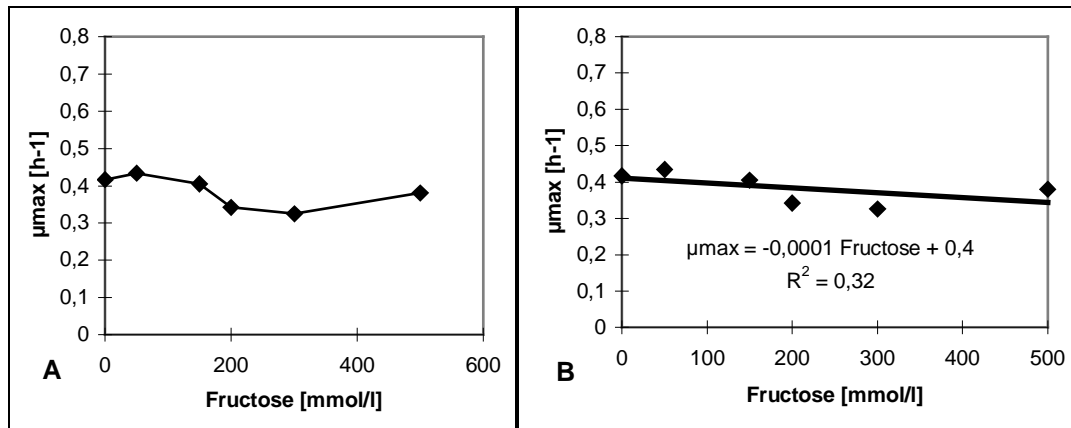 0,8
0,7
0,6
0,5
0,4
0,3
0,2
0,1
0
µmax [h-1]
0 200 400 600
A
Fructose [mmol/l]
0,8
0,7
0,6
0,5
0,4
0,3
0,2
0,1
0
µmax [h-1]
µmax = -0,0001 Fructose + 0,4
R² = 0,32
0 100 200 300 400 500
B
Fructose [mmol/l]